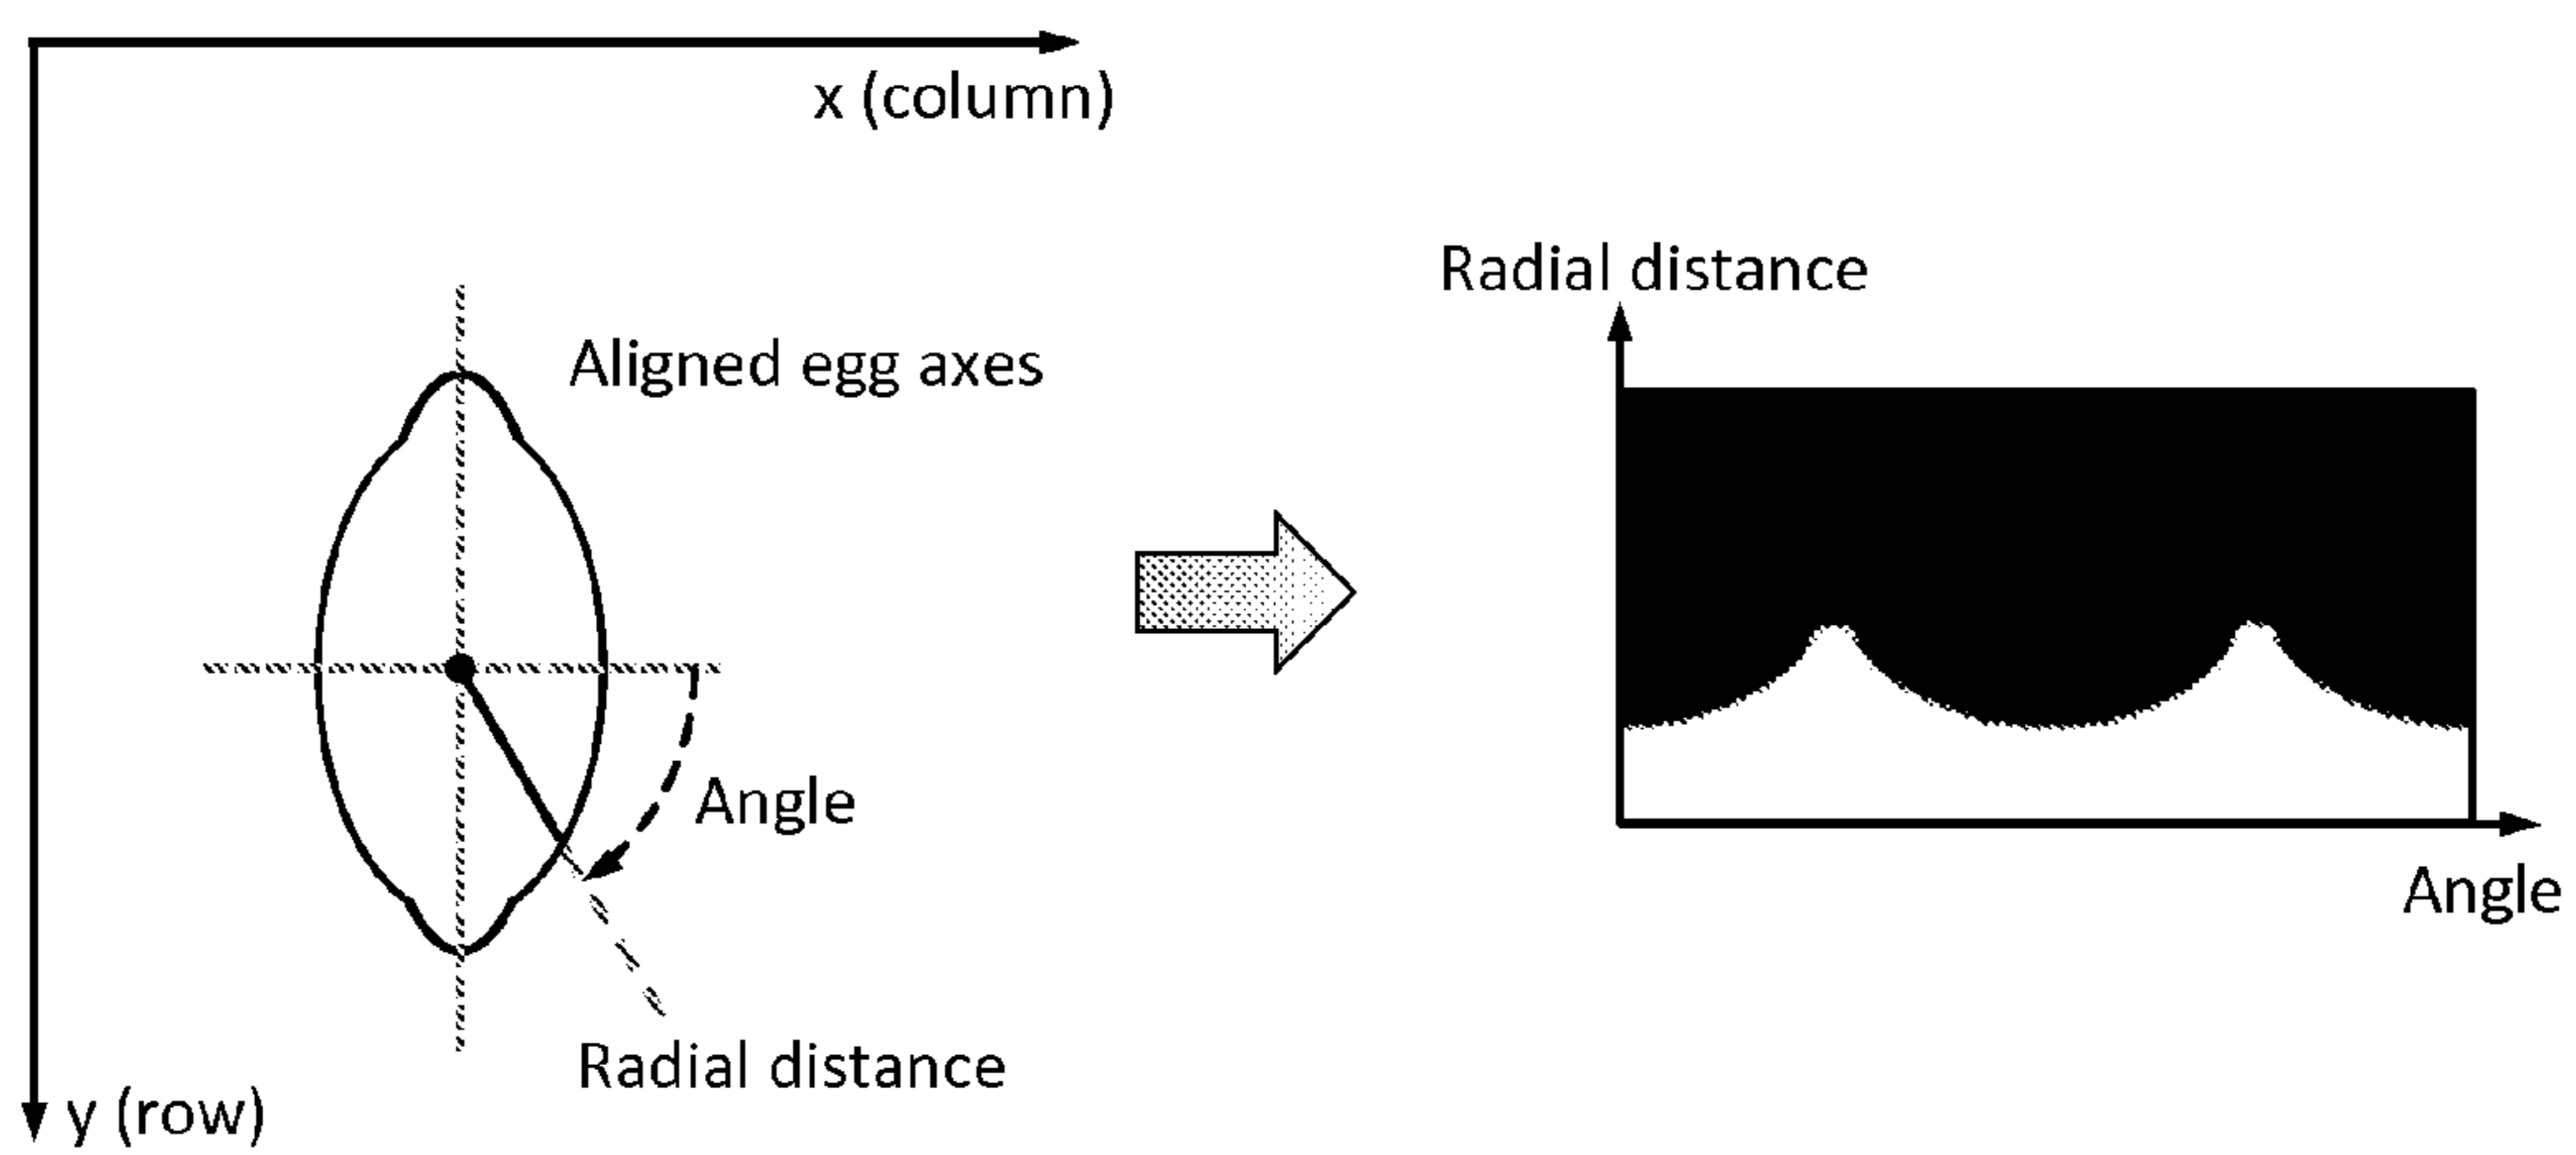 x (column)
Radial distance
Aligned egg axes
Angle
Angle
Radial distance
y (row)